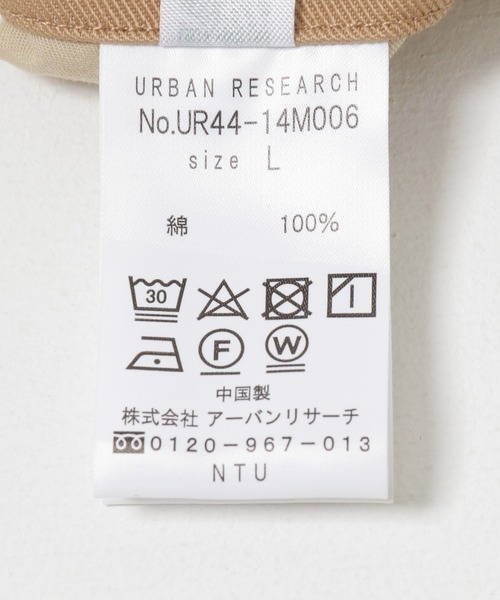 URBAN RESEARCH
No.UR44-14M006
size L
綿 100%
30
F W
中国製
株式会社 アーバンリサーチ
0120-967-013
NTU